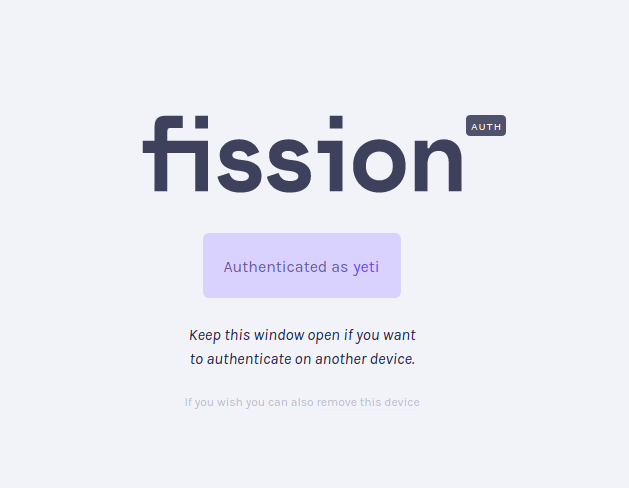 fission AUTH
Authenticated as yeti
Keep this window open if you want
to authenticate on another device.
If you wish you can also remove this device